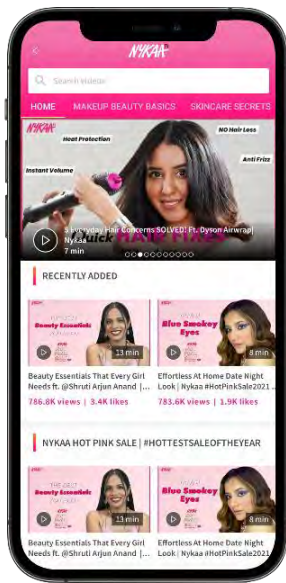 NYKAA
Search videos
HOME MAKEUP BEAUTY BASICS SKINCARE SECRETS
NYKAA
NO Hair Loss
Heat Protection
Anti Frizz
Instant Volume
5 Everyday Hair Concerns SOLVED! Ft. Dyson Airwrap|
Nykaa
Quick HAIR FIXES
7 min
RECENTLY ADDED
Beauty Essentials
13 min
Blue Smokey
Eyes
8 min
Beauty Essentials That Every Girl
Needs ft. @Shruti Arjun Anand |...
786.8K views | 3.4K likes
Effortless At Home Date Night
Look | Nykaa #HotPinkSale2021 ..
783.6K views | 1.9K likes
NYKAA HOT PINK SALE | #HOTTESTSALEOFTHEYEAR
THE BEST
Beauty Essentials
13 min
Blue Smokey
Eyes
8 min
Beauty Essentials That Every Girl
Needs ft. @Shruti Arjun Anand |...
Effortless At Home Date Night
Look | Nykaa #HotPinkSale2021